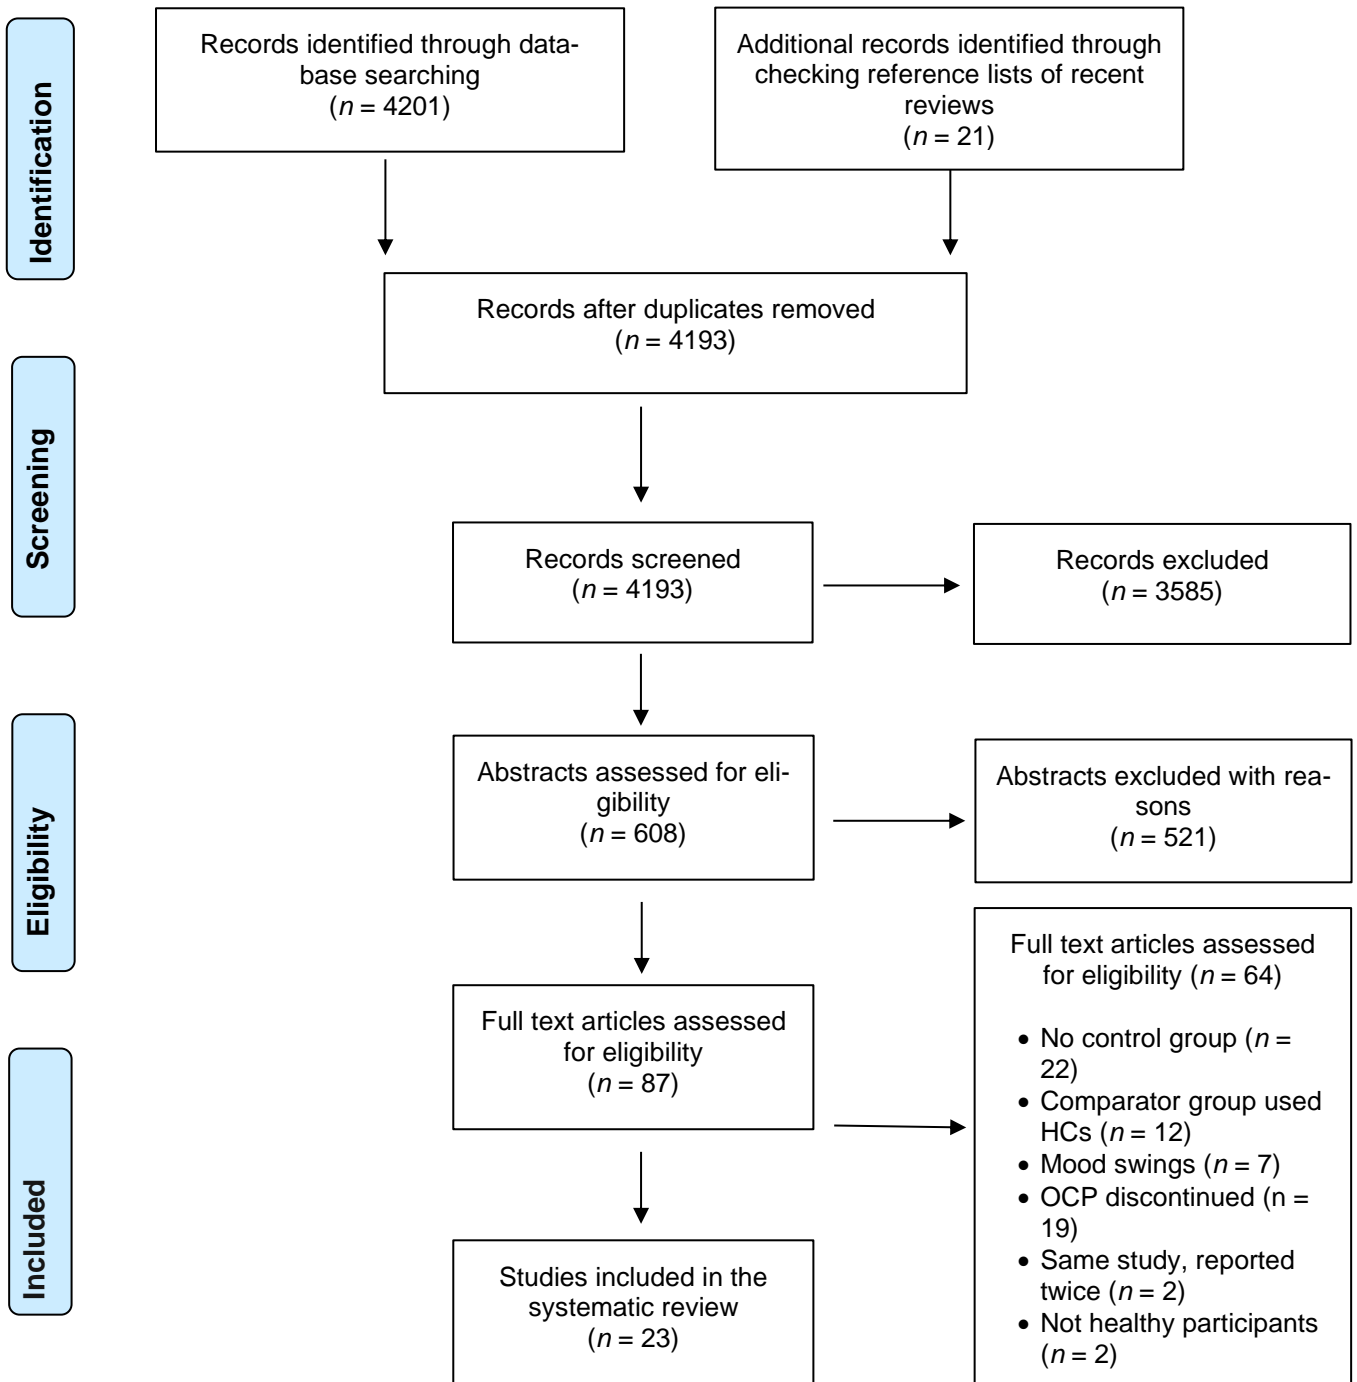 Identification
Records identified through data-
base searching
(n = 4201)
Additional records identified through
checking reference lists of recent
reviews
(n = 21)
Records after duplicates removed
(n = 4193)
Screening
Records screened
(n = 4193)
Records excluded
(n = 3585)
Eligibility
Abstracts assessed for eli-
gibility
(n = 608)
Abstracts excluded with rea-
sons
(n = 521)
Full text articles assessed
for eligibility
(n = 87)
Full text articles assessed
for eligibility (n = 64)
• No control group (n =
22)
• Comparator group used
HCs (n = 12)
• Mood swings (n = 7)
• OCP discontinued (n =
19)
• Same study, reported
twice (n = 2)
• Not healthy participants
(n = 2)
Included
Studies included in the
systematic review
(n = 23)